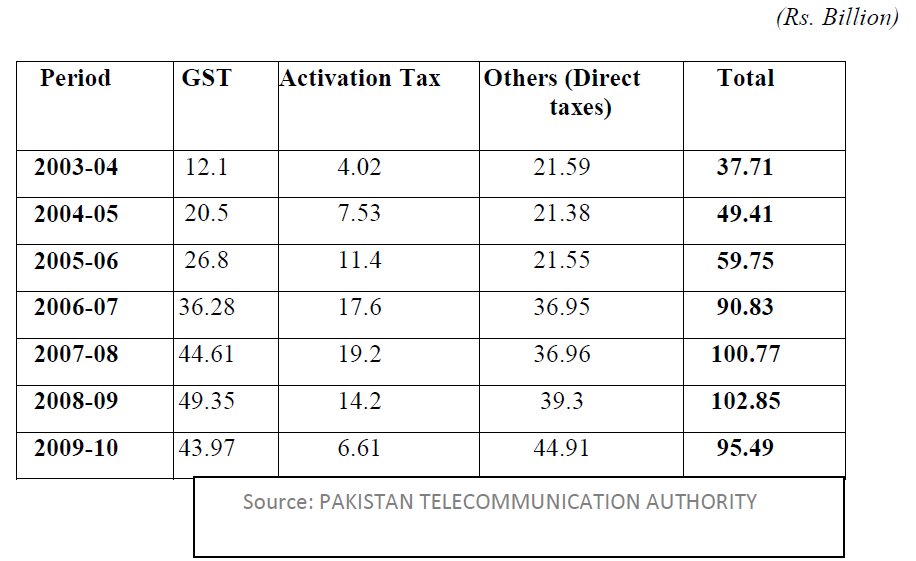 (Rs. Billion)
Period GST Activation Tax Others (Direct taxes) Total
2003-04 12.1 4.02 21.59 37.71
2004-05 20.5 7.53 21.38 49.41
2005-06 26.8 11.4 21.55 59.75
2006-07 36.28 17.6 36.95 90.83
2007-08 44.61 19.2 36.96 100.77
2008-09 49.35 14.2 39.3 102.85
2009-10 43.97 6.61 44.91 95.49
Source: PAKISTAN TELECOMMUNICATION AUTHORITY